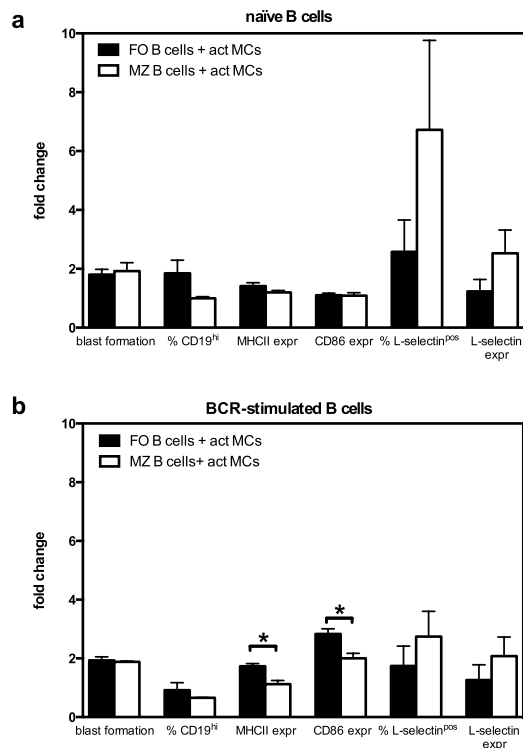 a
naïve B cells
FO B cells + act MCs
MZ B cells + act MCs
fold change
10
8
6
4
2
0
blast formation
% CD19hi
MHCII expr
CD86 expr
% L-selectinpos
L-selectin
expr
b
BCR-stimulated B cells
FO B cells + act MCs
MZ B cells+ act MCs
fold change
10
8
6
4
2
0
*
*
blast formation
% CD19hi
MHCII expr
CD86 expr
% L-selectinpos
L-selectin
expr